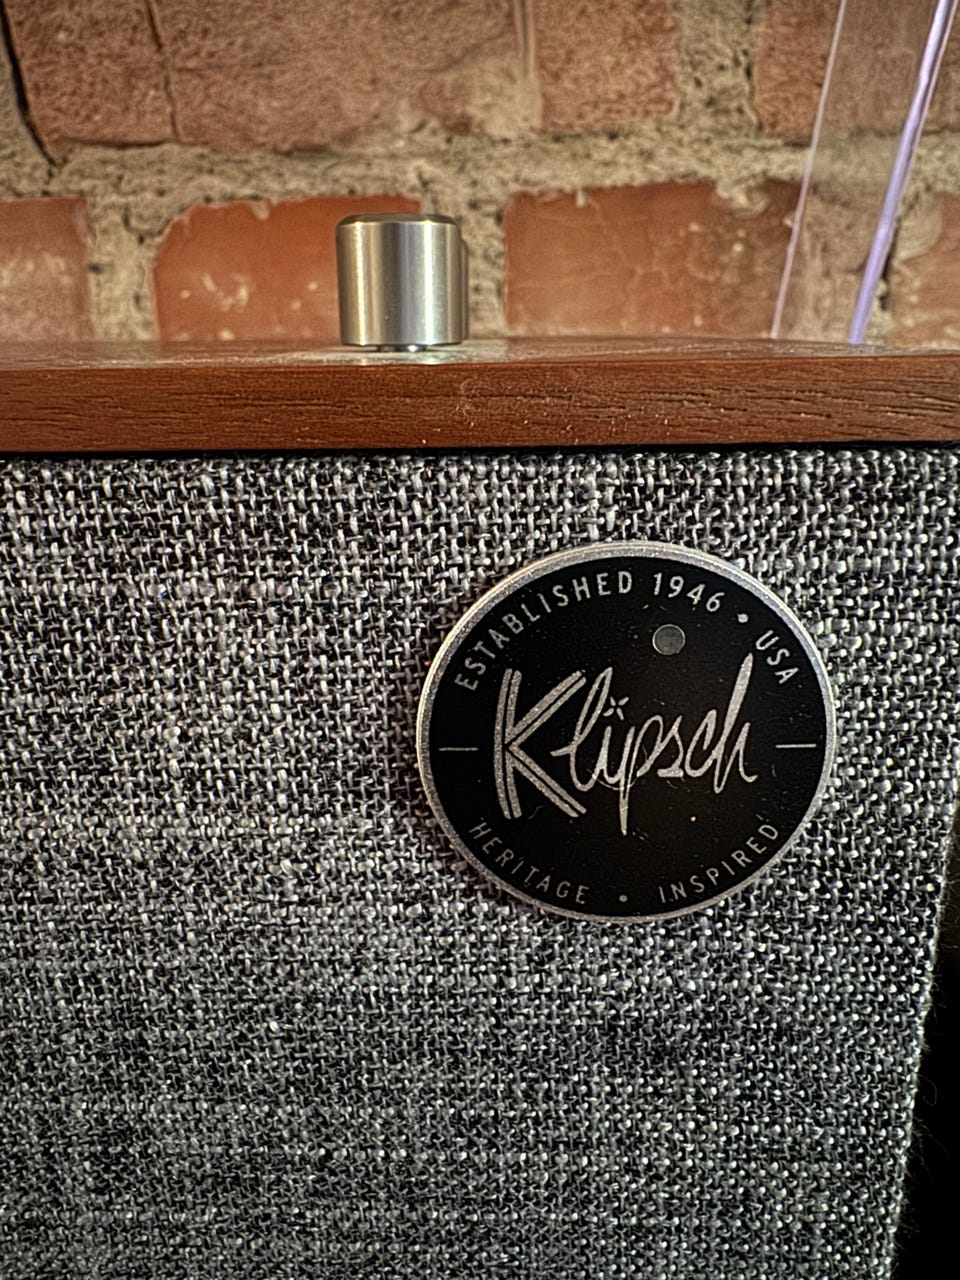 ESTABLISHED 1946 • USA
Klipsch
HERITAGE • INSPIRED